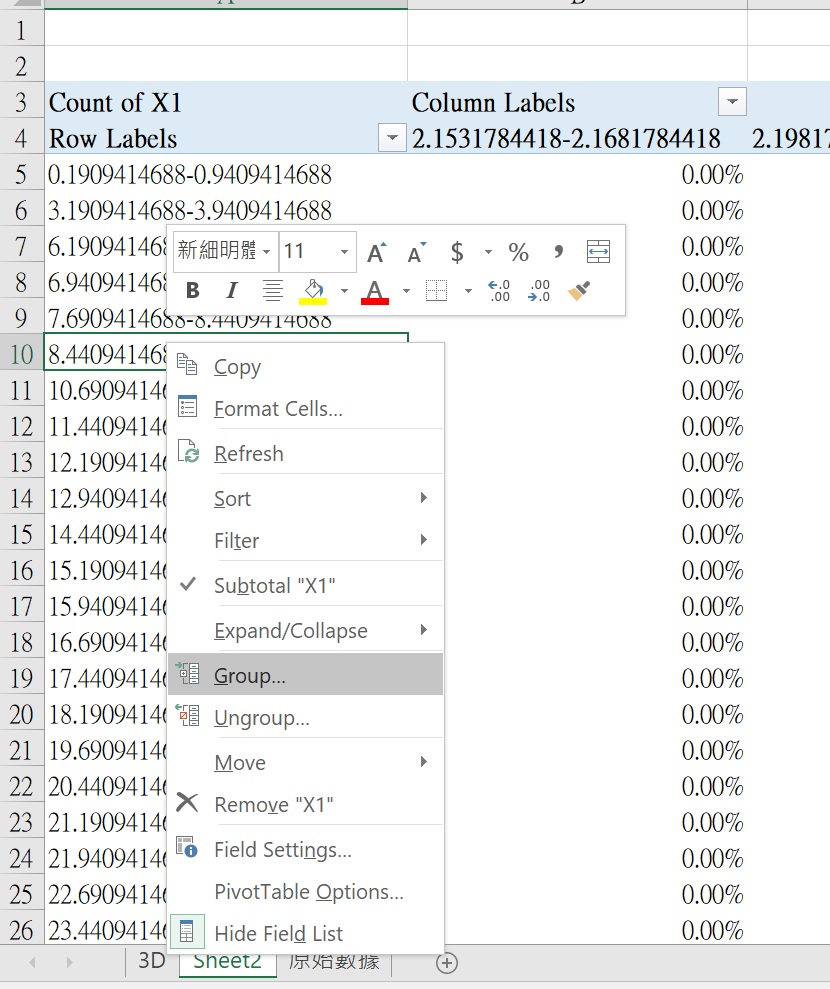 A B
1
2
3 Count of X1 Column Labels
4 Row Labels 2.1531784418-2.1681784418 2.1981
5 0.1909414688-0.9409414688 0.00%
6 3.1909414688-3.9409414688 0.00%
7 6.19094146 0.00%
新細明體 11 A A $ % ,
8 6.94094146 0.00%
B I A .0 .00 .00 .0
9 7.6909414688-8.4409414688 0.00%
10 8.44094146 0.00%
Copy
11 10.6909414 0.00%
Format Cells...
12 11.4409414 0.00%
Refresh
13 12.1909414 0.00%
Sort
14 12.9409414 0.00%
Filter
15 14.4409414 0.00%
16 15.1909414 0.00%
Subtotal "X1"
17 15.9409414 0.00%
Expand/Collapse
18 16.6909414 0.00%
Group...
19 17.4409414 0.00%
Ungroup...
20 18.1909414 0.00%
21 19.6909414 0.00%
Move
22 20.4409414 0.00%
Remove "X1"
23 21.1909414 0.00%
Field Settings...
24 21.9409414 0.00%
PivotTable Options...
25 22.6909414 0.00%
26 23.4409414 0.00%
Hide Field List
3D Sheet2 原始數據